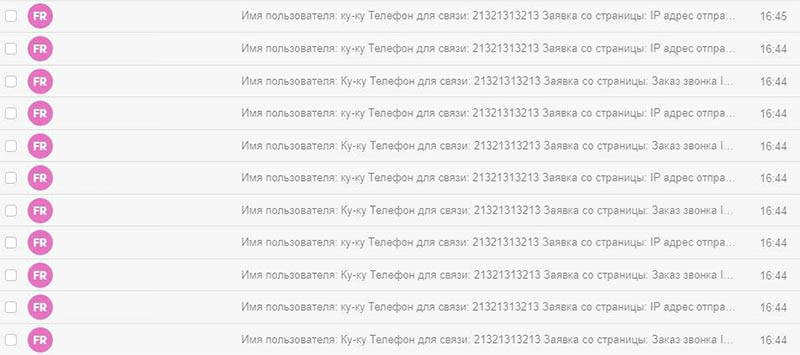 FR Имя пользователя: ку-ку Телефон для связи: 21321313213 Заявка со страницы: IP адрес отпра... 16:45
FR Имя пользователя: ку-ку Телефон для связи: 21321313213 Заявка со страницы: IP адрес отпра... 16:44
FR Имя пользователя: Ку-ку Телефон для связи: 21321313213 Заявка со страницы: Заказ звонка I... 16:44
FR Имя пользователя: ку-ку Телефон для связи: 21321313213 Заявка со страницы: IP адрес отпра... 16:44
FR Имя пользователя: Ку-ку Телефон для связи: 21321313213 Заявка со страницы: Заказ звонка I... 16:44
FR Имя пользователя: ку-ку Телефон для связи: 21321313213 Заявка со страницы: IP адрес отпра... 16:44
FR Имя пользователя: Ку-ку Телефон для связи: 21321313213 Заявка со страницы: Заказ звонка I... 16:44
FR Имя пользователя: ку-ку Телефон для связи: 21321313213 Заявка со страницы: IP адрес отпра... 16:44
FR Имя пользователя: Ку-ку Телефон для связи: 21321313213 Заявка со страницы: Заказ звонка I... 16:44
FR Имя пользователя: ку-ку Телефон для связи: 21321313213 Заявка со страницы: IP адрес отпра... 16:44
FR Имя пользователя: Ку-ку Телефон для связи: 21321313213 Заявка со страницы: Заказ звонка I... 16:44